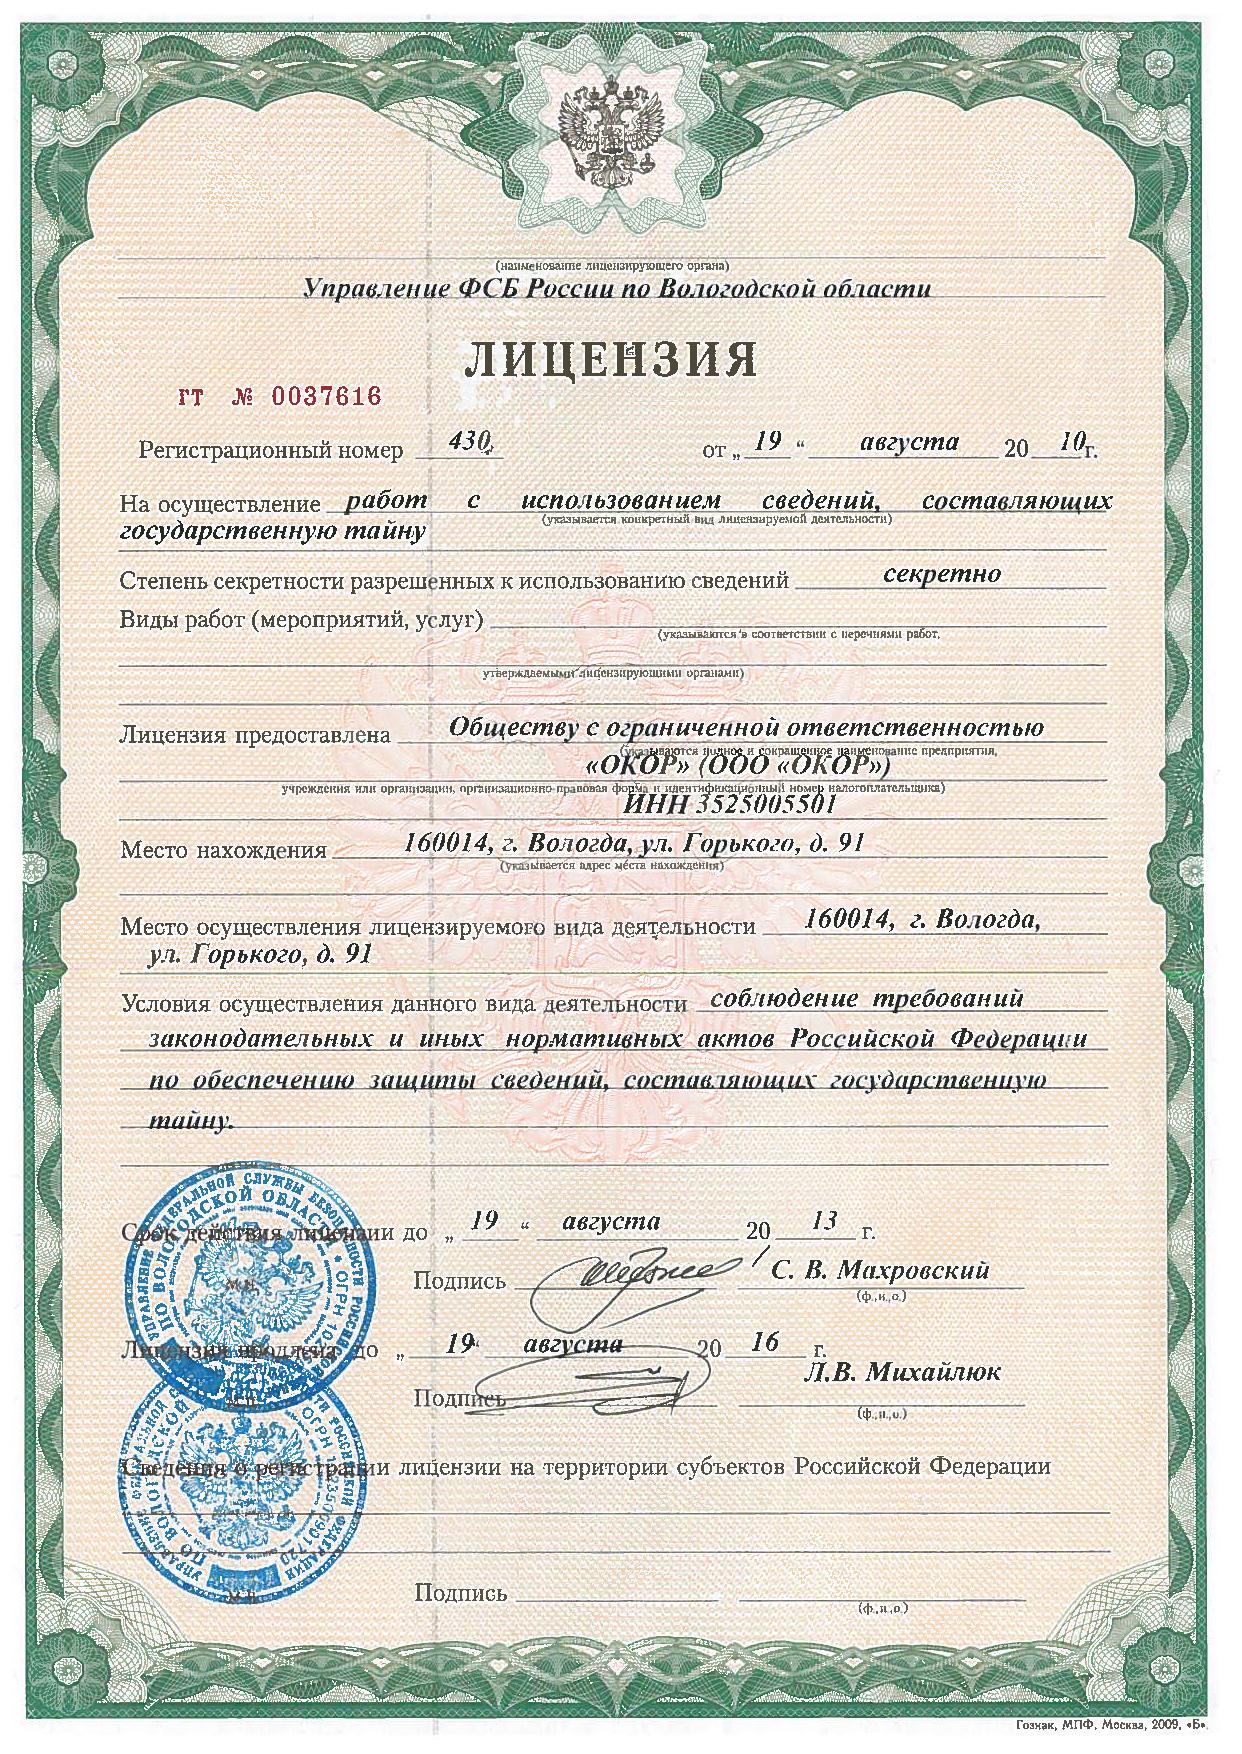 (наименование лицензирующего органа)
Управление ФСБ России по Вологодской области
ЛИЦЕНЗИЯ
ГТ № 0037616
Регистрационный номер 430 от „ 19 “ августа 20 10 г.
На осуществление работ с использованием сведений, составляющих
(указывается конкретный вид лицензируемой деятельности)
государственную тайну
Степень секретности разрешенных к использованию сведений секретно
Виды работ (мероприятий, услуг)
(указываются в соответствии с перечнями работ,
утверждаемыми лицензирующими органами)
Лицензия предоставлена Обществу с ограниченной ответственностью
(указываются полное и сокращенное наименование предприятия,
«ОКОР» (ООО «ОКОР»)
учреждения или организации, организационно-правовая форма и идентификационный номер налогоплательщика)
ИНН 3525005501
Место нахождения 160014, г. Вологда, ул. Горького, д. 91
(указывается адрес места нахождения)
Место осуществления лицензируемого вида деятельности 160014, г. Вологда,
ул. Горького, д. 91
Условия осуществления данного вида деятельности соблюдение требований
законодательных и иных нормативных актов Российской Федерации
по обеспечению защиты сведений, составляющих государственную
тайну.
Срок действия лицензии до „ 19 “ августа 20 13 г.
Подпись С. В. Махровский
(ф.,и.,о.)
М.П.
Лицензия продлена до „ 19 “ августа 20 16 г.
Л.В. Михайлюк
Подпись
(ф.,и.,о.)
М.П.
Сведения о регистрации лицензии на территории субъектов Российской Федерации
Подпись
(ф.,и.,о.)
М.П.
УПРАВЛЕНИЕ ФЕДЕРАЛЬНОЙ СЛУЖБЫ БЕЗОПАСНОСТИ РОССИЙСКОЙ ФЕДЕРАЦИИ
ПО ВОЛОГОДСКОЙ ОБЛАСТИ * ОГРН
Гознак, МПФ, Москва, 2009, «Б».